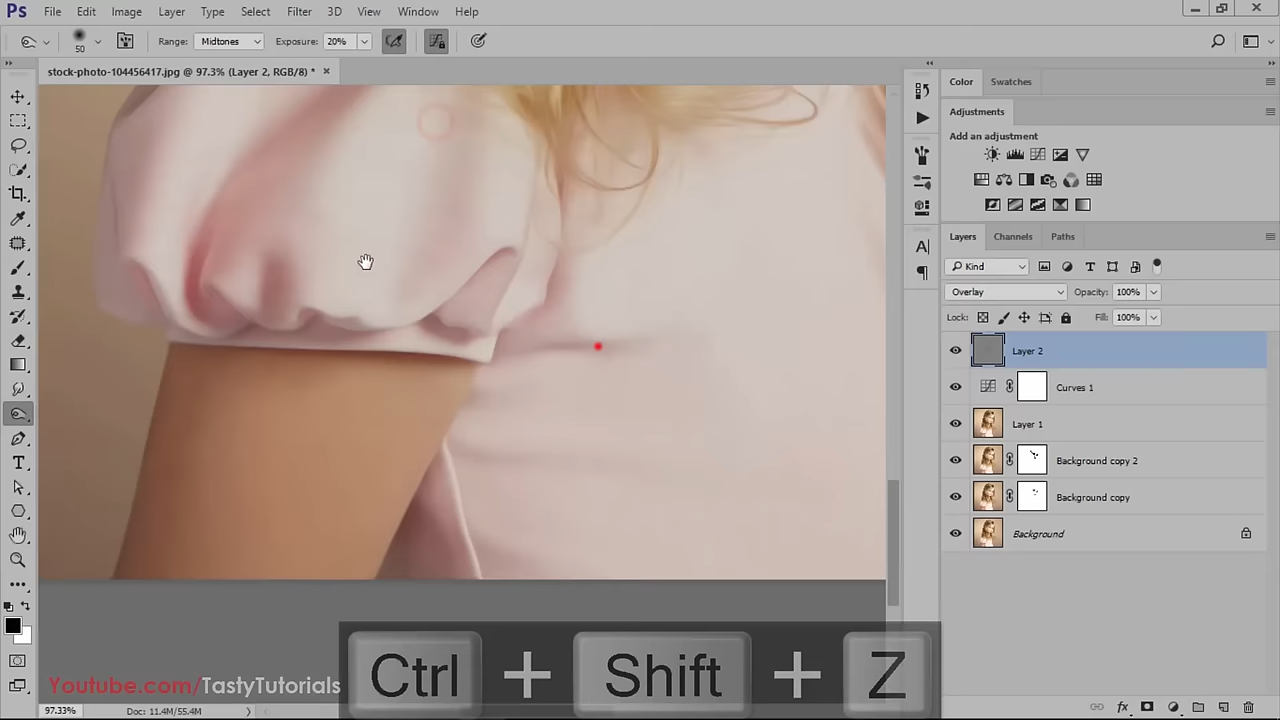 Ps File Edit Image Layer Type Select Filter 3D View Window Help
50 Range: Midtones Exposure: 20%
stock-photo-104456417.jpg @ 97.3% (Layer 2, RGB/8) * ×
Color Swatches
Adjustments
Add an adjustment
Layers Channels Paths
Kind
Overlay Opacity: 100%
Lock: Fill: 100%
Layer 2
Curves 1
Layer 1
Background copy 2
Background copy
Background
Ctrl + Shift + Z
Youtube.com/TastyTutorials
97.33% Doc: 11.4M/55.4M